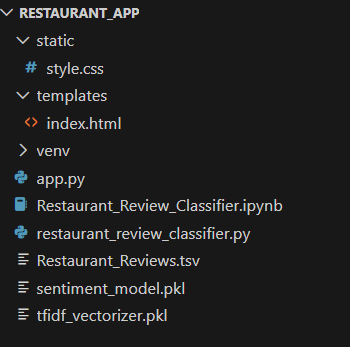 RESTAURANT_APP
static
# style.css
templates
<> index.html
venv
app.py
Restaurant_Review_Classifier.ipynb
restaurant_review_classifier.py
Restaurant_Reviews.tsv
sentiment_model.pkl
tfidf_vectorizer.pkl